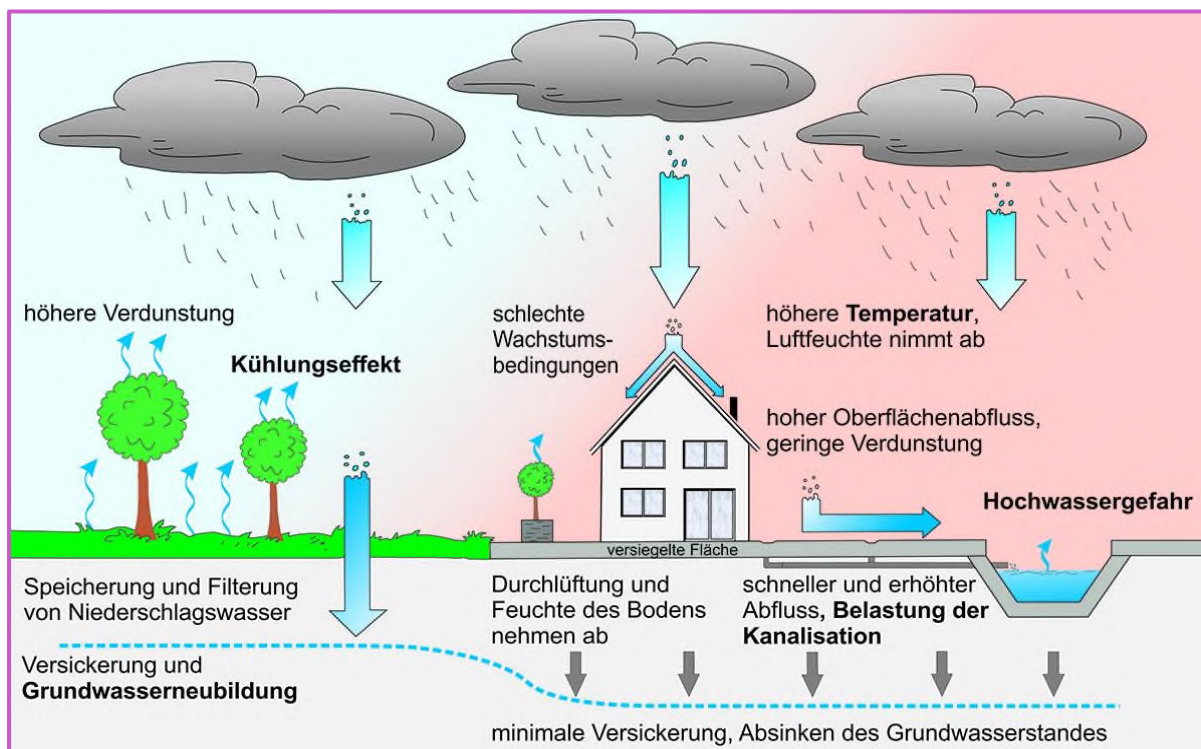 höhere Verdunstung
Kühlungseffekt
schlechte
Wachstums-
bedingungen
höhere Temperatur,
Luftfeuchte nimmt ab
hoher Oberflächenabfluss,
geringe Verdunstung
Hochwassergefahr
versiegelte Fläche
Speicherung und Filterung
von Niederschlagswasser
Durchlüftung und
Feuchte des Bodens
nehmen ab
schneller und erhöhter
Abfluss, Belastung der
Kanalisation
Versickerung und
Grundwasserneubildung
minimale Versickerung, Absinken des Grundwasserstandes